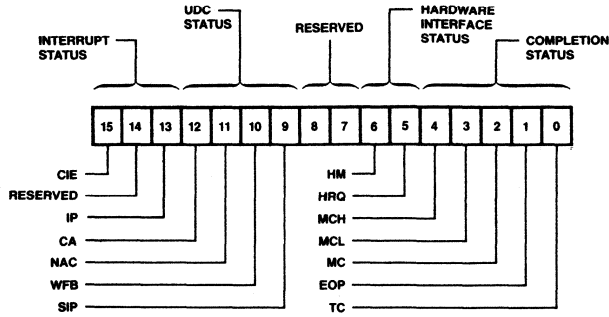 UDC
STATUS
HARDWARE
INTERFACE
STATUS
RESERVED
INTERRUPT
STATUS
COMPLETION
STATUS
15 14 13 12 11 10 9 8 7 6 5 4 3 2 1 0
CIE
RESERVED
IP
CA
NAC
WFB
SIP
HM
HRQ
MCH
MCL
MC
EOP
TC